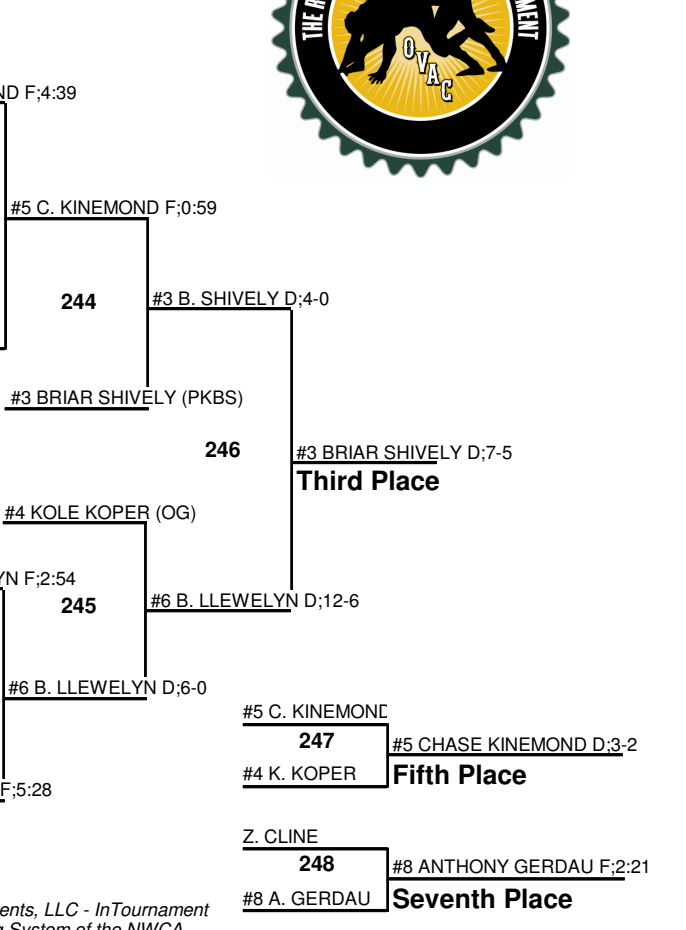 OVAC
ND F;4:39
#5 C. KINEMOND F;0:59
244
#3 B. SHIVELY D;4-0
#3 BRIAR SHIVELY (PKBS)
246
#3 BRIAR SHIVELY D;7-5
Third Place
#4 KOLE KOPER (OG)
YN F;2:54
245
#6 B. LLEWELYN D;12-6
#6 B. LLEWELYN D;6-0
#5 C. KINEMOND
247
#5 CHASE KINEMOND D;3-2
#4 K. KOPER
Fifth Place
F;5:28
Z. CLINE
248
#8 ANTHONY GERDAU F;2:21
#8 A. GERDAU
Seventh Place
ents, LLC - InTournament
g System of the NWCA